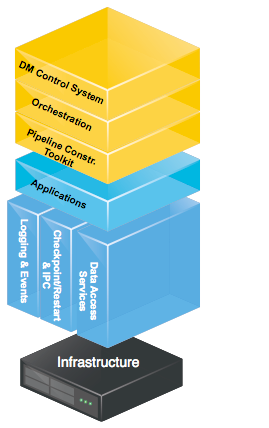 DM Control System
Orchestration
Pipeline Constr.
Toolkit
Applications
Logging & Events
Checkpoint/Restart
& IPC
Data Access
Services
Infrastructure